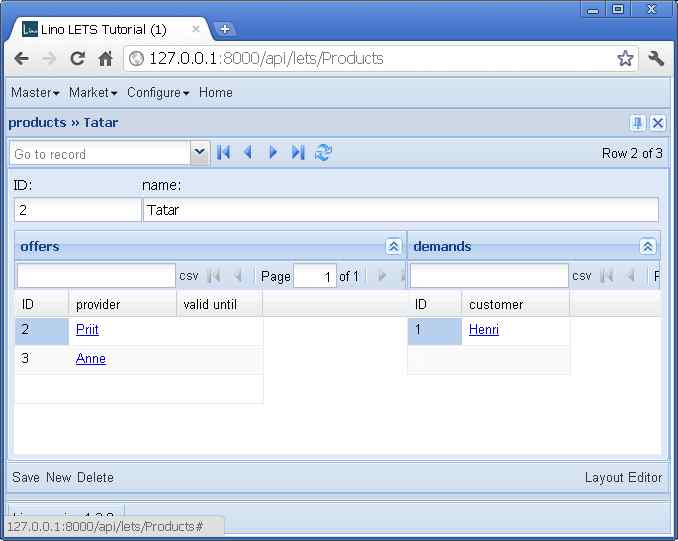 Lino LETS Tutorial (1)
127.0.0.1:8000/api/lets/Products
Master Market Configure Home
products » Tatar
Go to record Row 2 of 3
ID: name:
2 Tatar
offers demands
csv Page 1 of 1 csv
ID provider valid until ID customer
2 Priit 1 Henri
3 Anne
Save New Delete Layout Editor
127.0.0.1:8000/api/lets/Products#